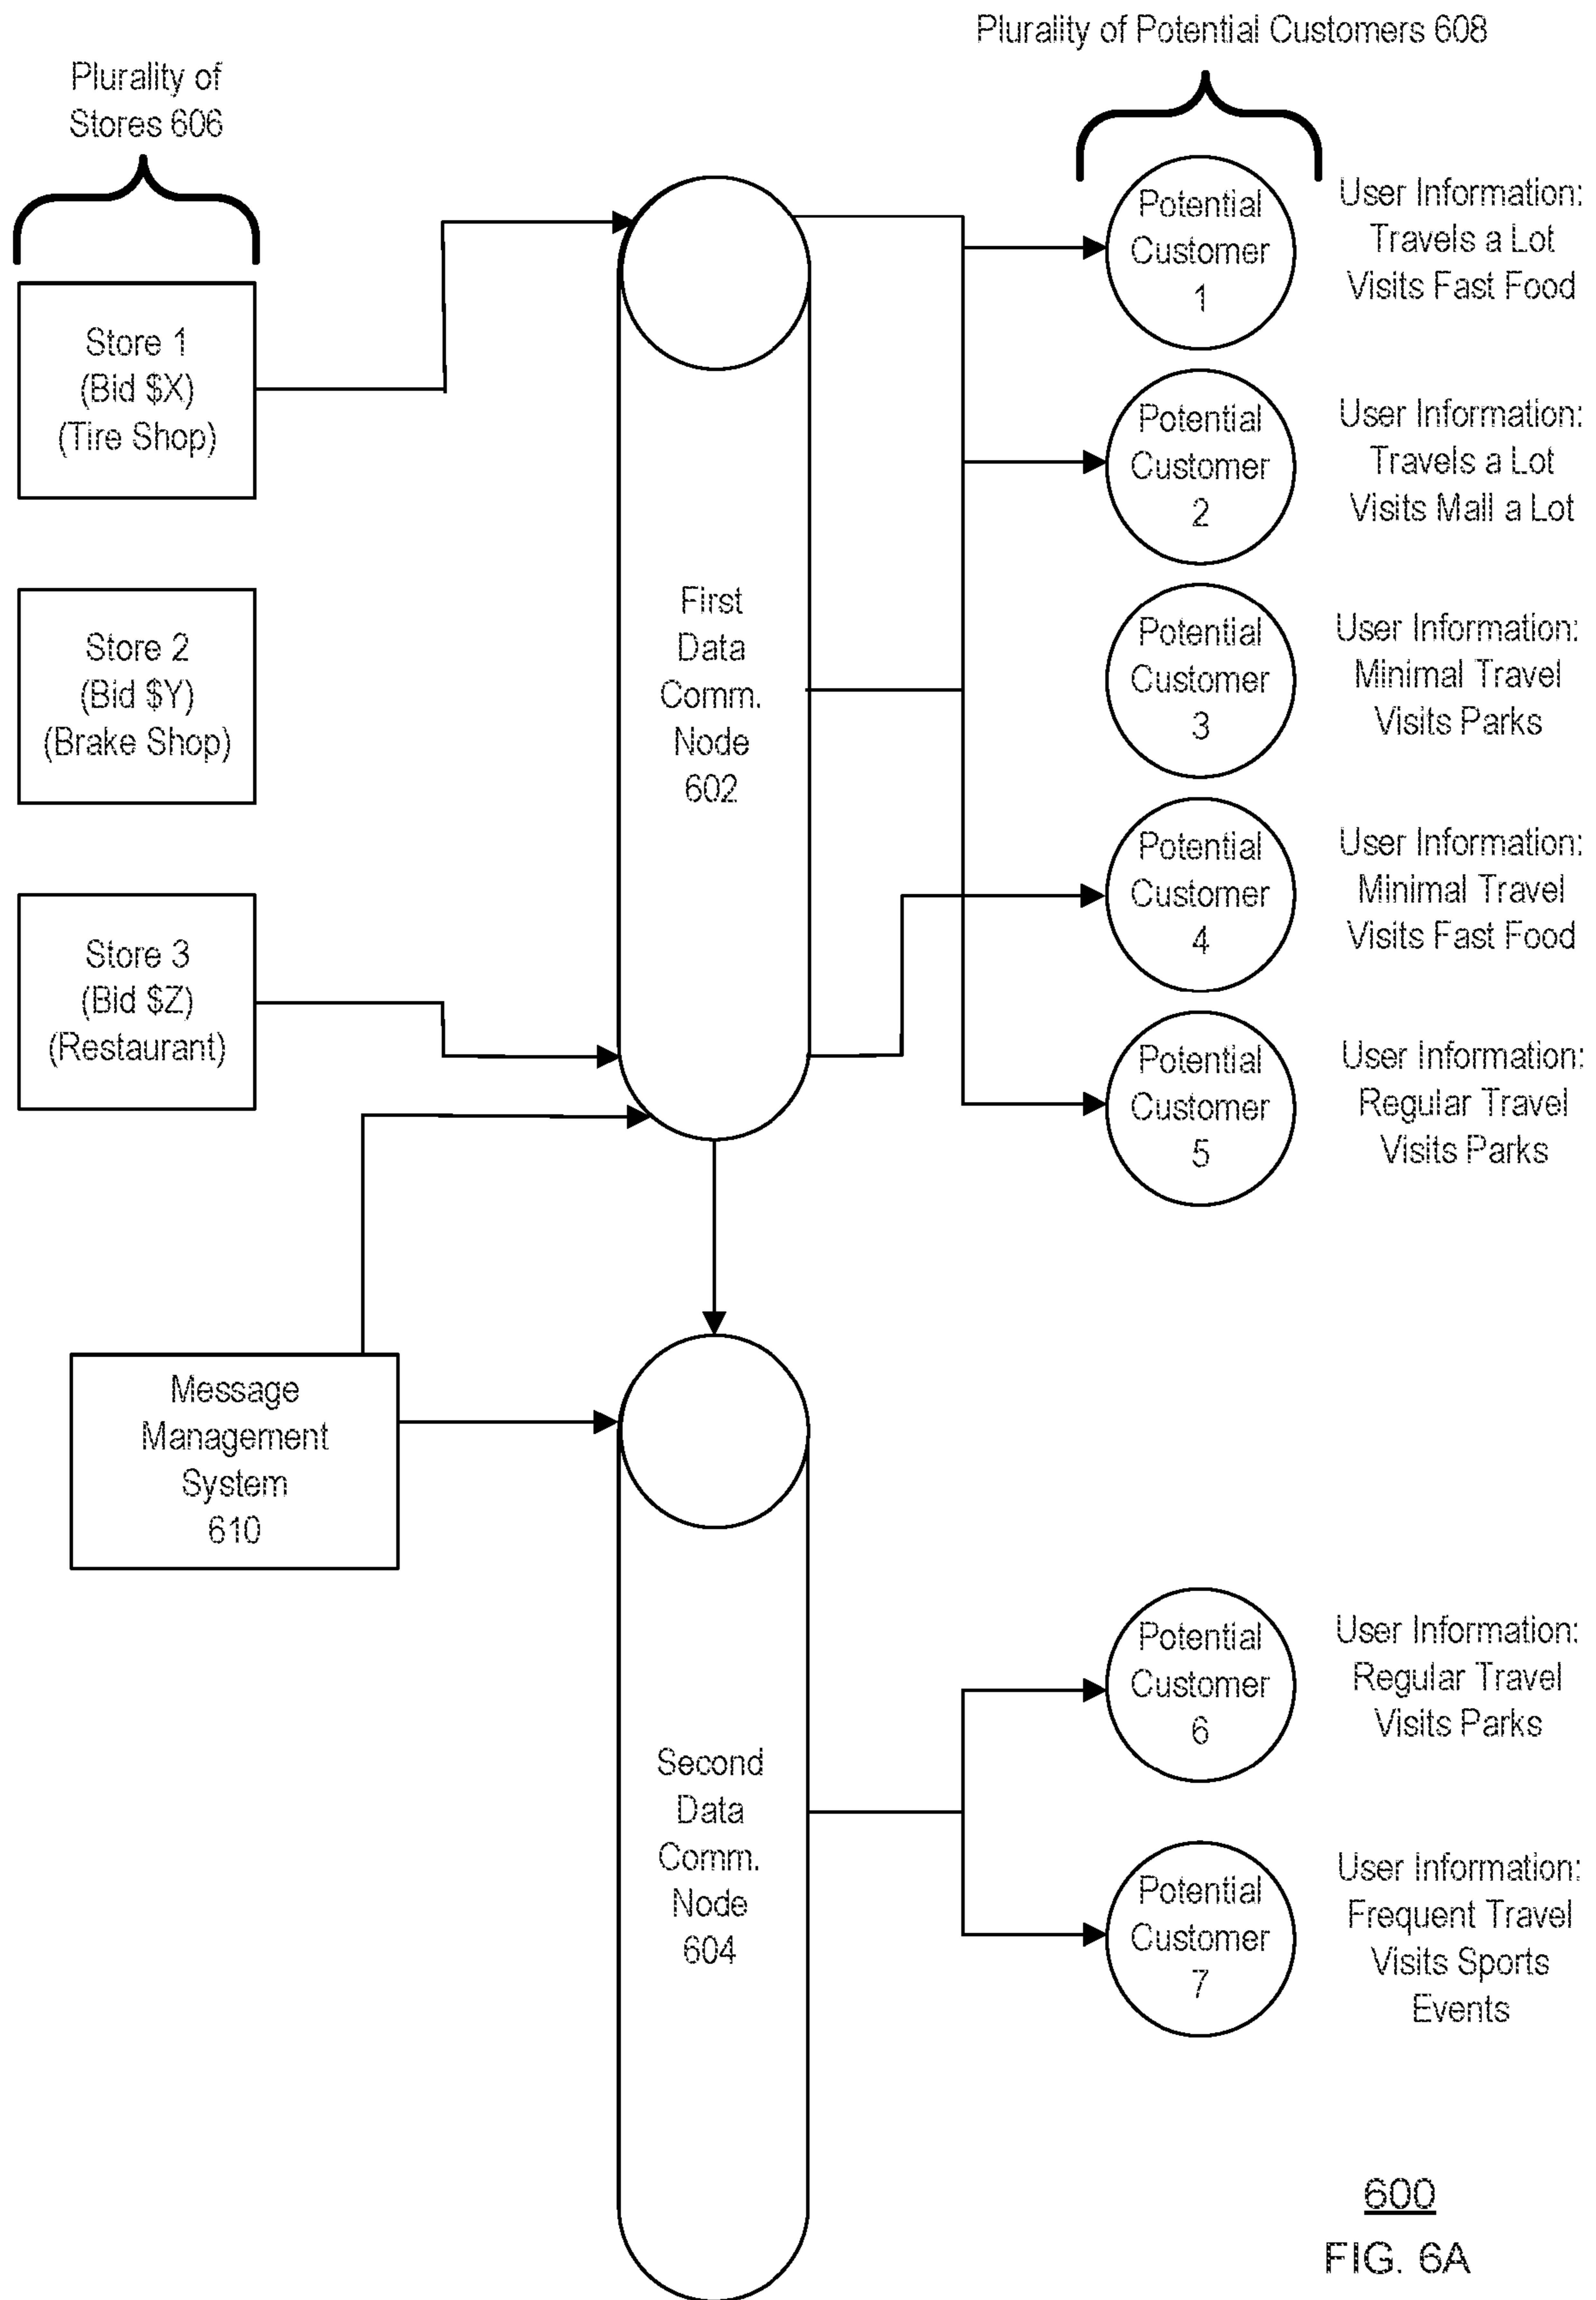 Plurality of Potential Customers 608
Plurality of
Stores 606
Store 1
(Bid $X)
(Tire Shop)
Store 2
(Bid $Y)
(Brake Shop)
Store 3
(Bid $Z)
(Restaurant)
Message
Management
System
610
First
Data
Comm.
Node
602
Second
Data
Comm.
Node
604
Potential
Customer
1
User Information:
Travels a Lot
Visits Fast Food
Potential
Customer
2
User Information:
Travels a Lot
Visits Mall a Lot
Potential
Customer
3
User Information:
Minimal Travel
Visits Parks
Potential
Customer
4
User Information:
Minimal Travel
Visits Fast Food
Potential
Customer
5
User Information:
Regular Travel
Visits Parks
Potential
Customer
6
User Information:
Regular Travel
Visits Parks
Potential
Customer
7
User Information:
Frequent Travel
Visits Sports
Events
600
FIG. 6A